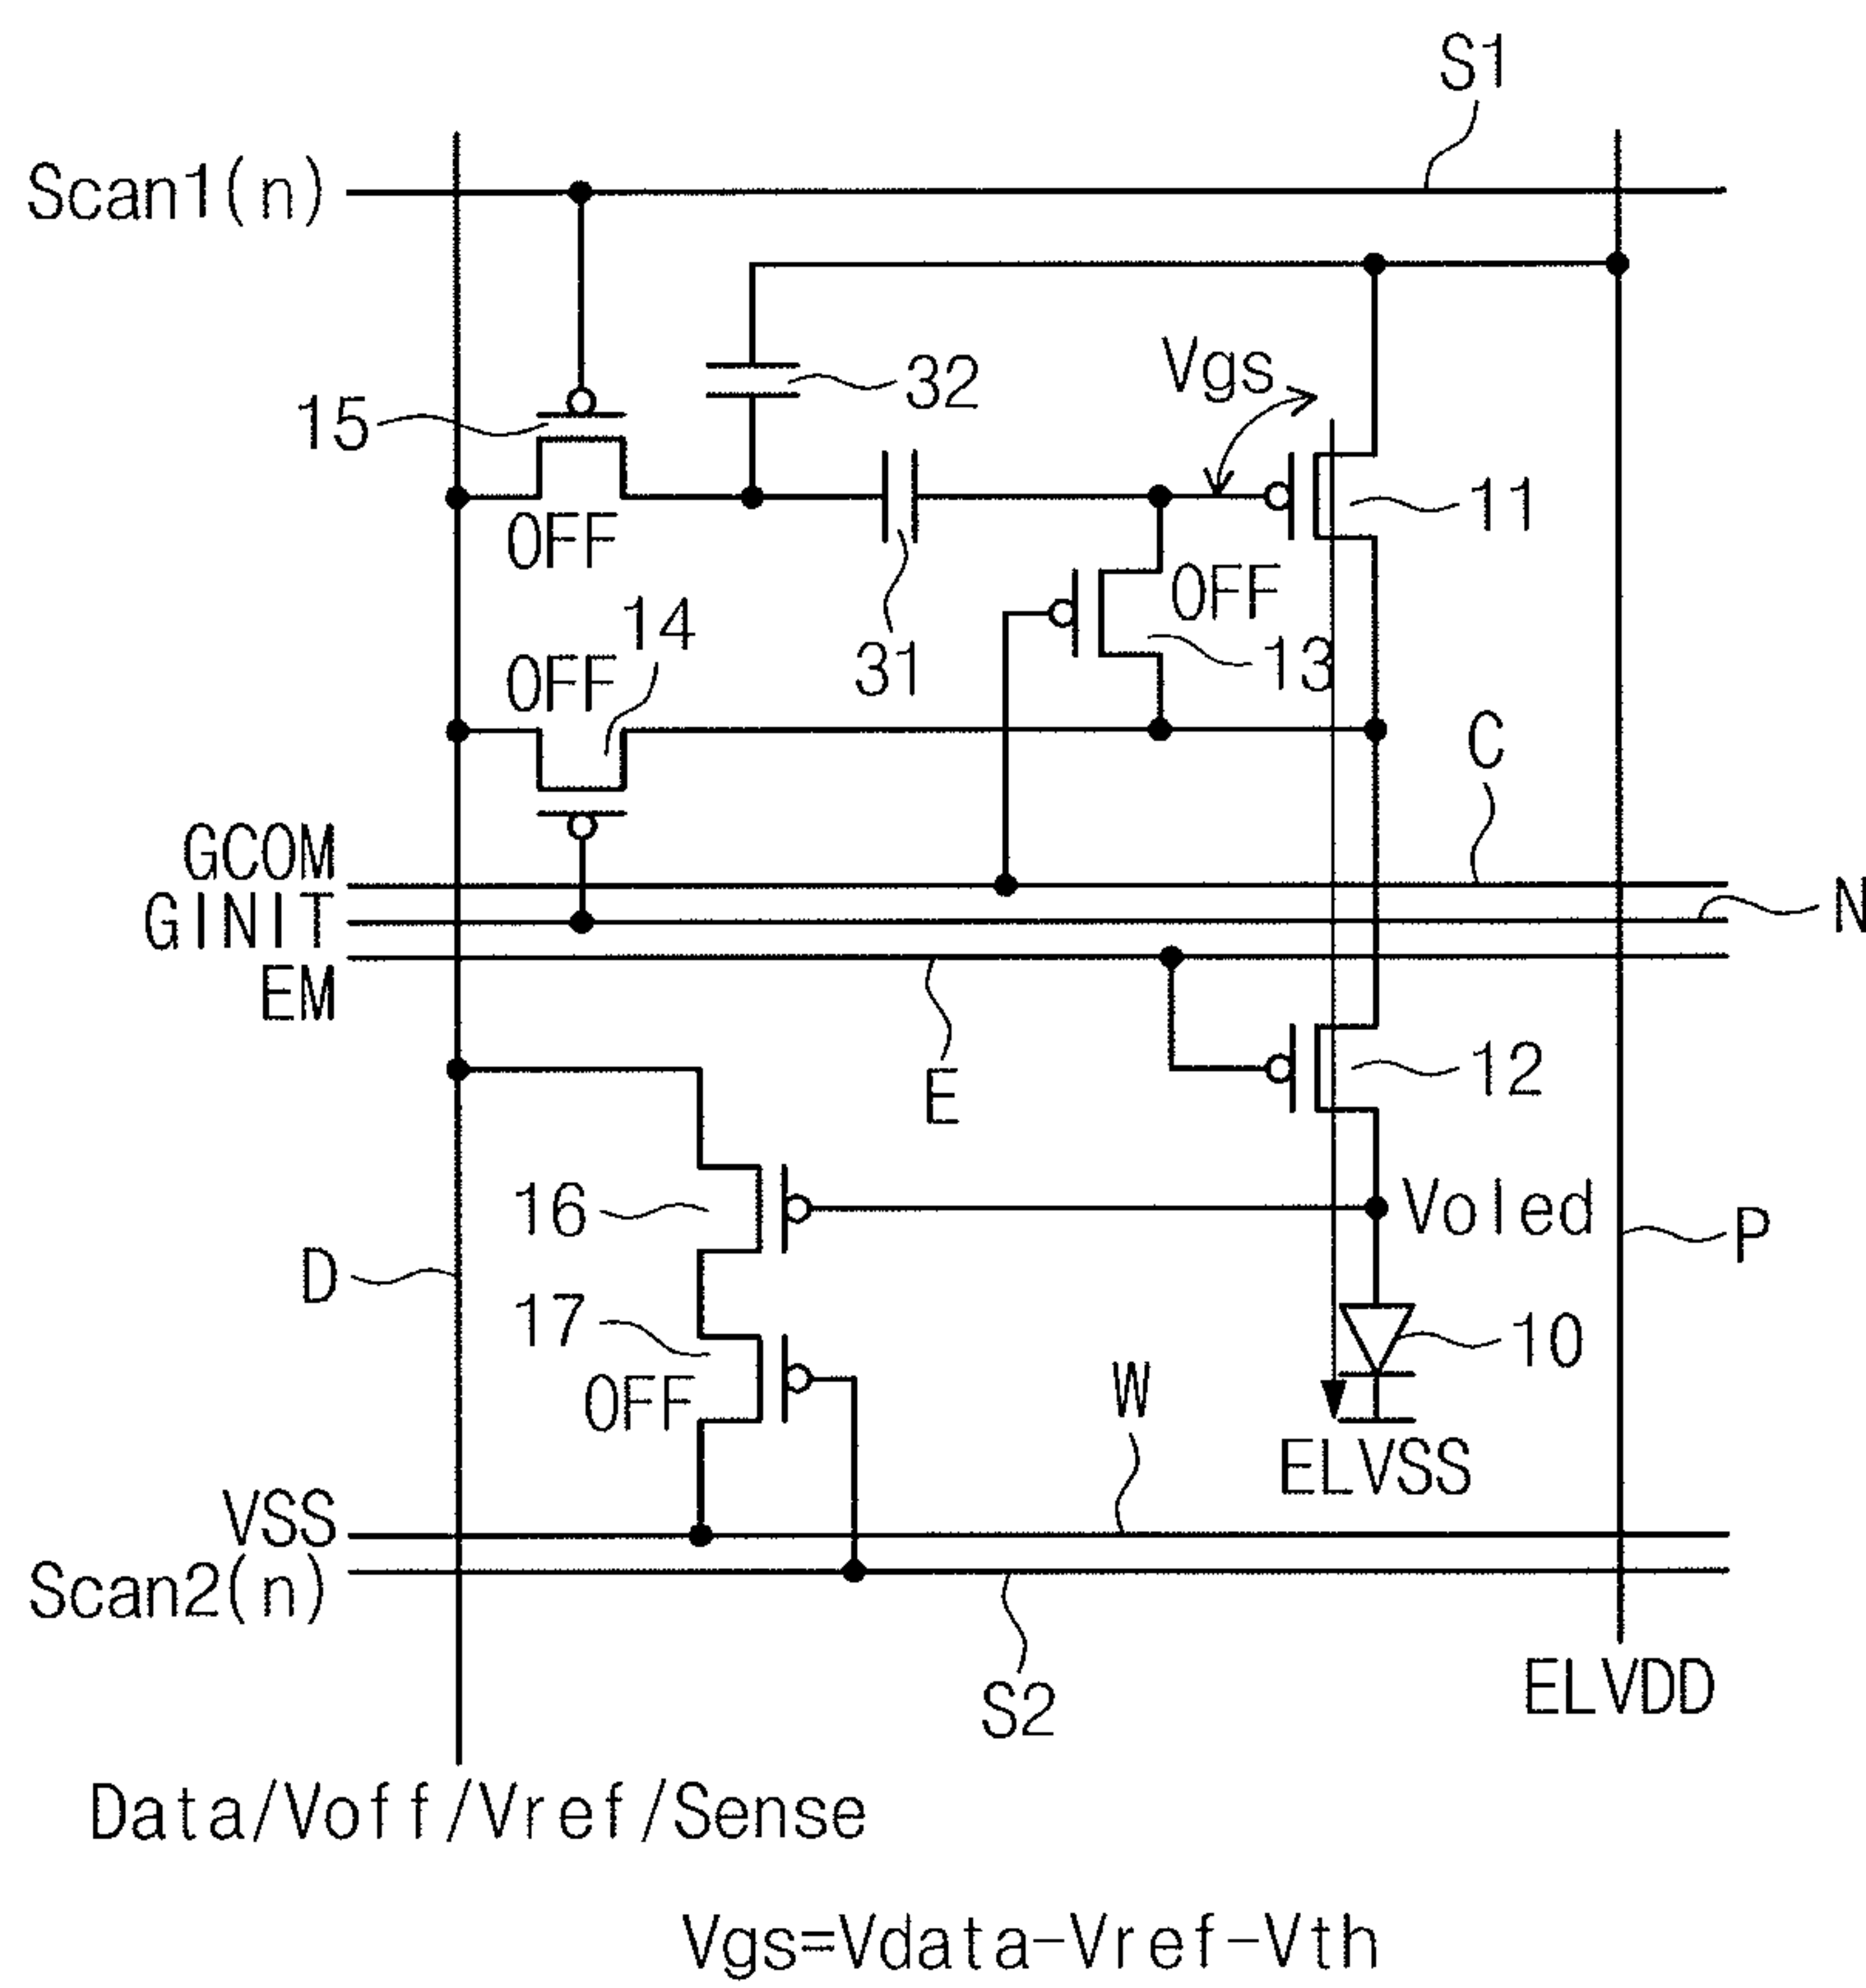 S1
Scan1(n)
Vgs
32
15
11
OFF
OFF
14
13
31
OFF
C
GCOM
GINIT
N
EM
E
12
16
Voled
P
D
17
10
OFF
W
ELVSS
VSS
Scan2(n)
S2
ELVDD
Data/Voff/Vref/Sense
Vgs=Vdata-Vref-Vth